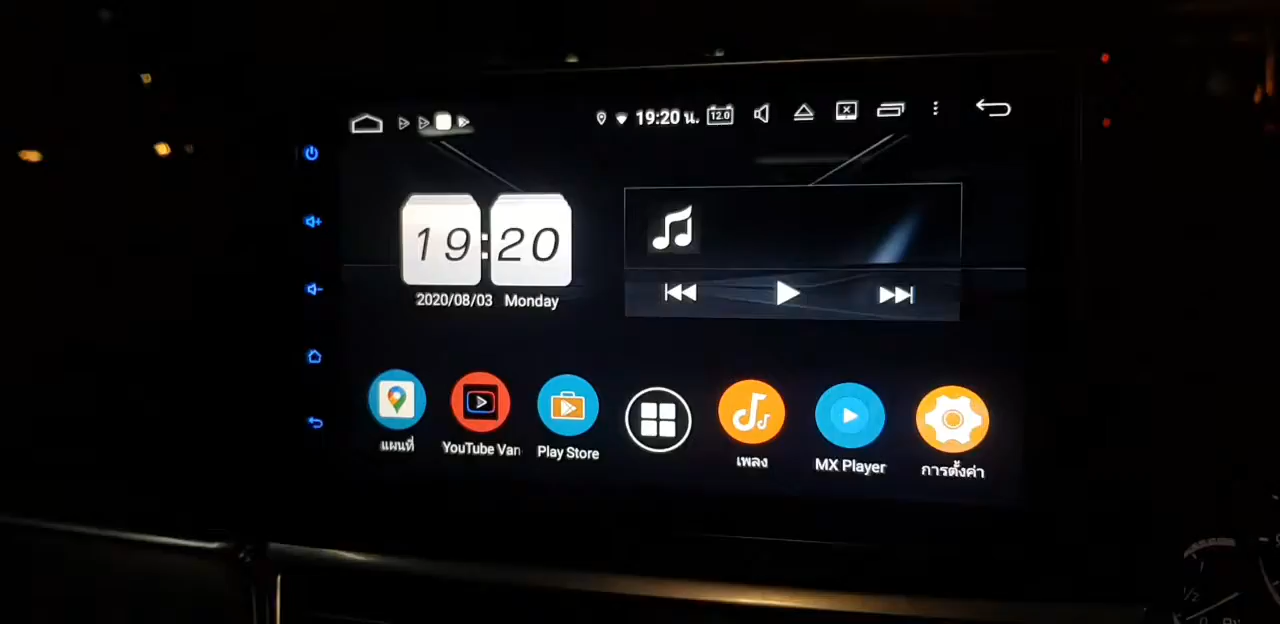 19:20 น. 12.0
19:20
2020/08/03 Monday
แผนที่
YouTube Van
Play Store
เพลง
MX Player
การตั้งค่า